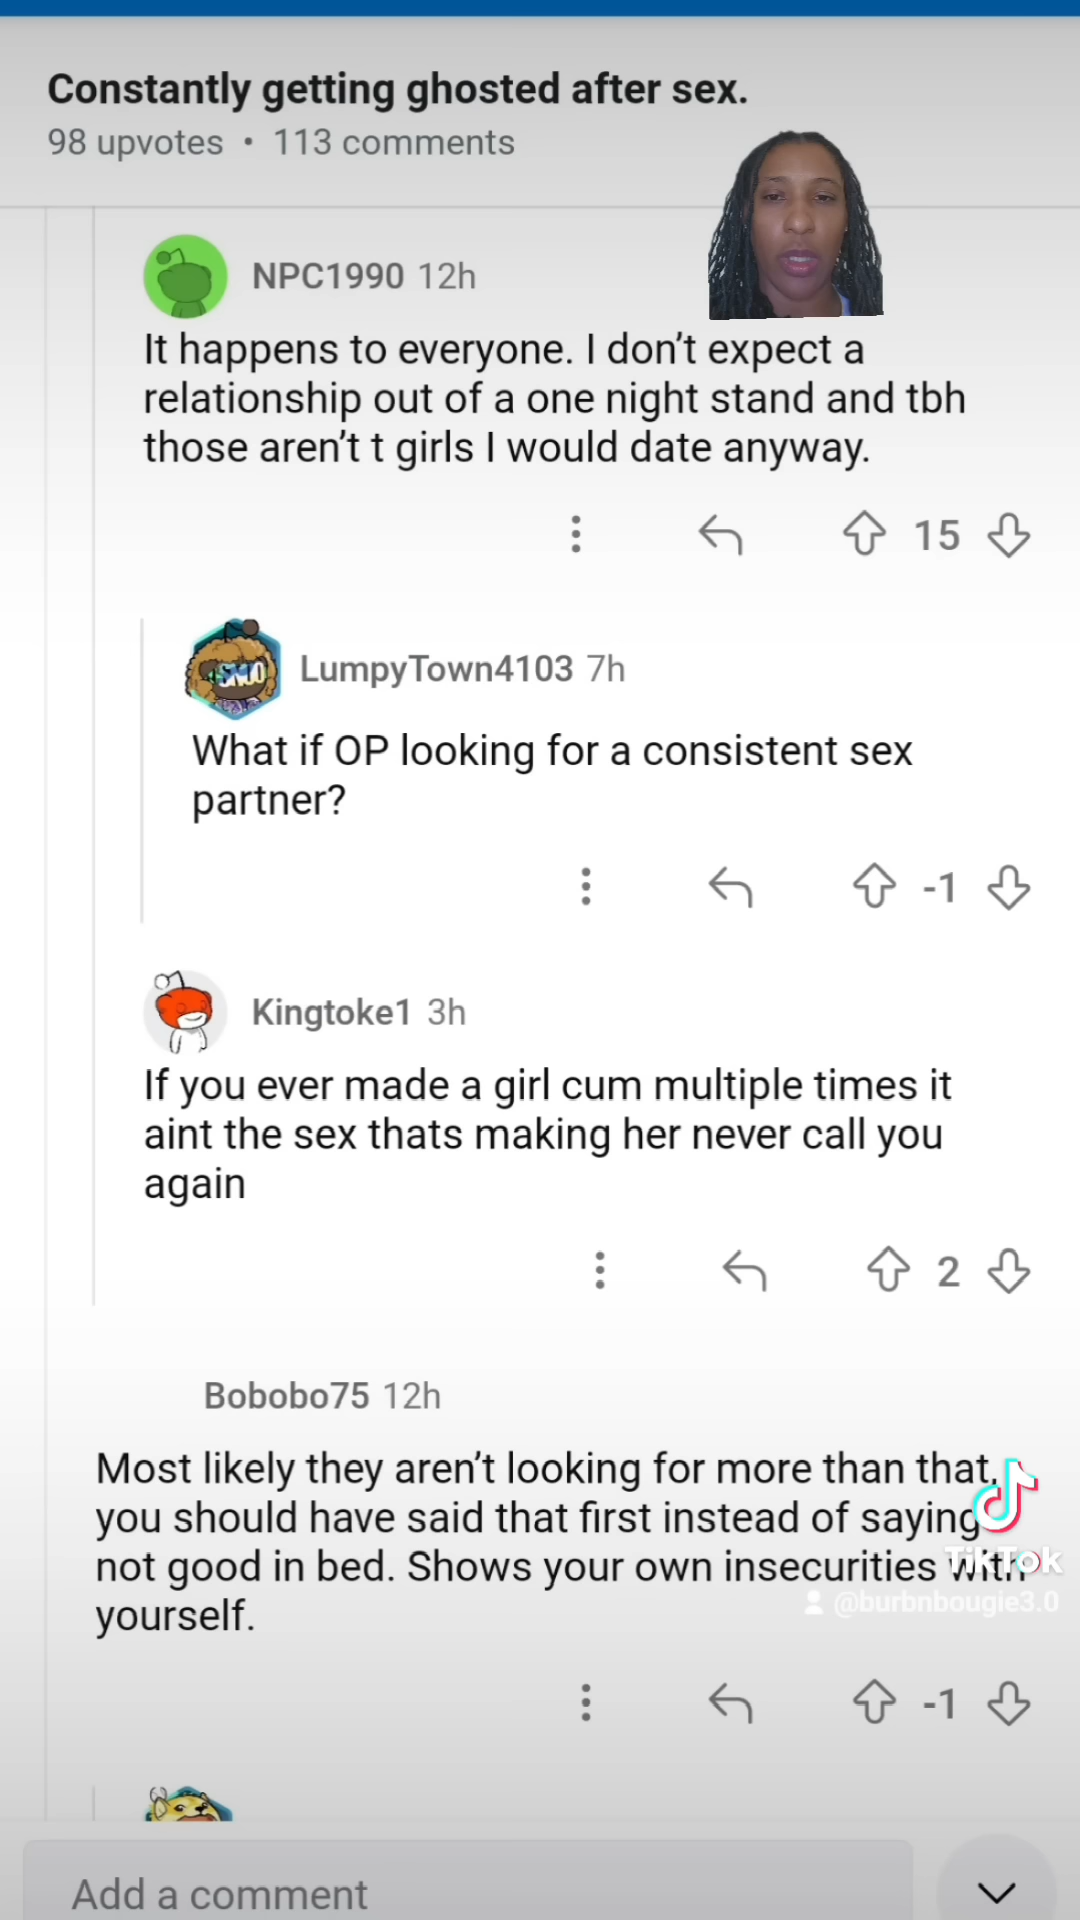 Constantly getting ghosted after sex.
98 upvotes • 113 comments
NPC1990 12h
It happens to everyone. I don't expect a
relationship out of a one night stand and tbh
those aren't t girls I would date anyway.
15
LumpyTown4103 7h
What if OP looking for a consistent sex
partner?
-1
Kingtoke1 3h
If you ever made a girl cum multiple times it
aint the sex thats making her never call you
again
2
Bobobo75 12h
Most likely they aren't looking for more than that,
you should have said that first instead of saying
not good in bed. Shows your own insecurities with
yourself.
TikTok
@burbnbougie3.0
-1
Add a comment